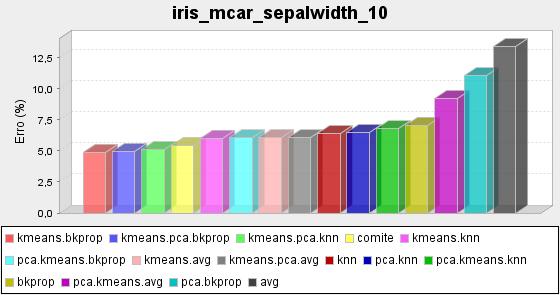 iris_mcar_sepalwidth_10
Erro (%)
12,5
10,0
7,5
5,0
2,5
0,0
kmeans.bkprop kmeans.pca.bkprop kmeans.pca.knn comite kmeans.knn
pca.kmeans.bkprop kmeans.avg kmeans.pca.avg knn pca.knn pca.kmeans.knn
bkprop pca.kmeans.avg pca.bkprop avg